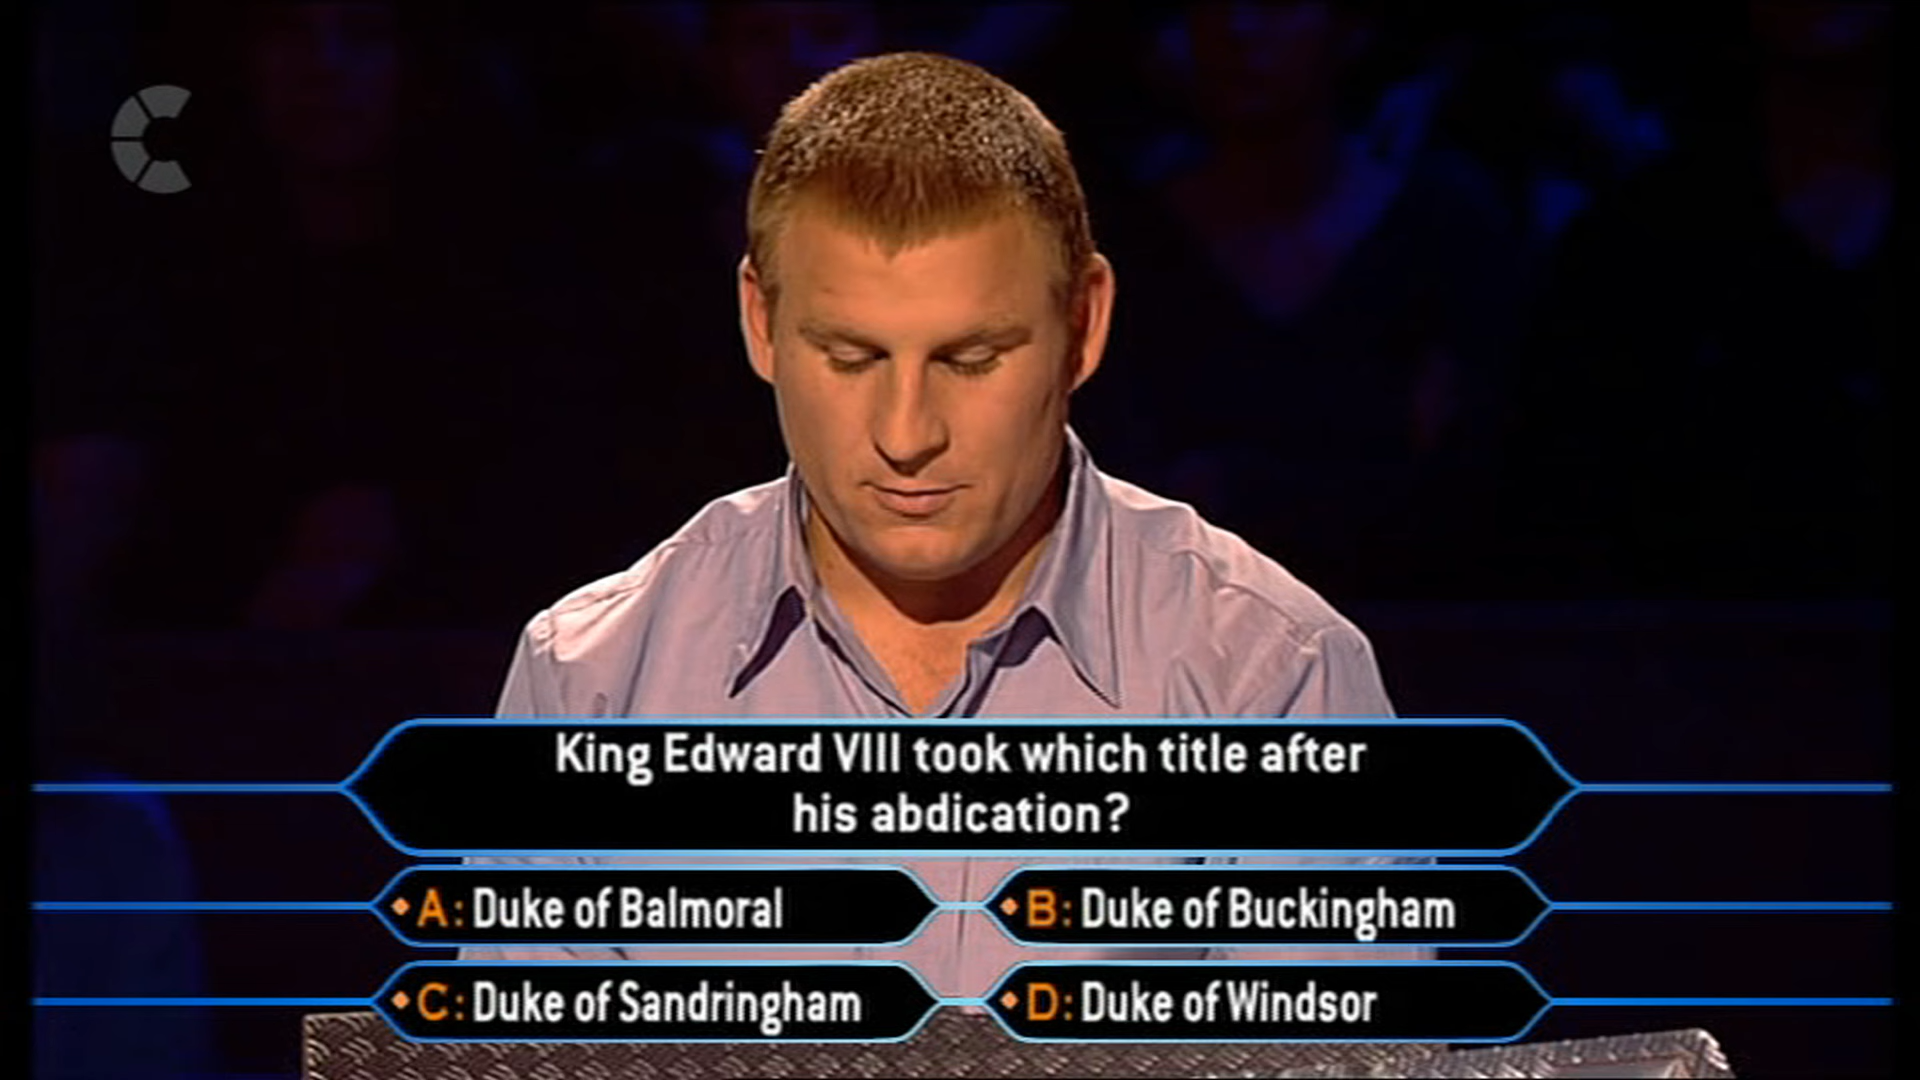 King Edward VIII took which title after
his abdication?
A: Duke of Balmoral
B: Duke of Buckingham
C: Duke of Sandringham
D: Duke of Windsor